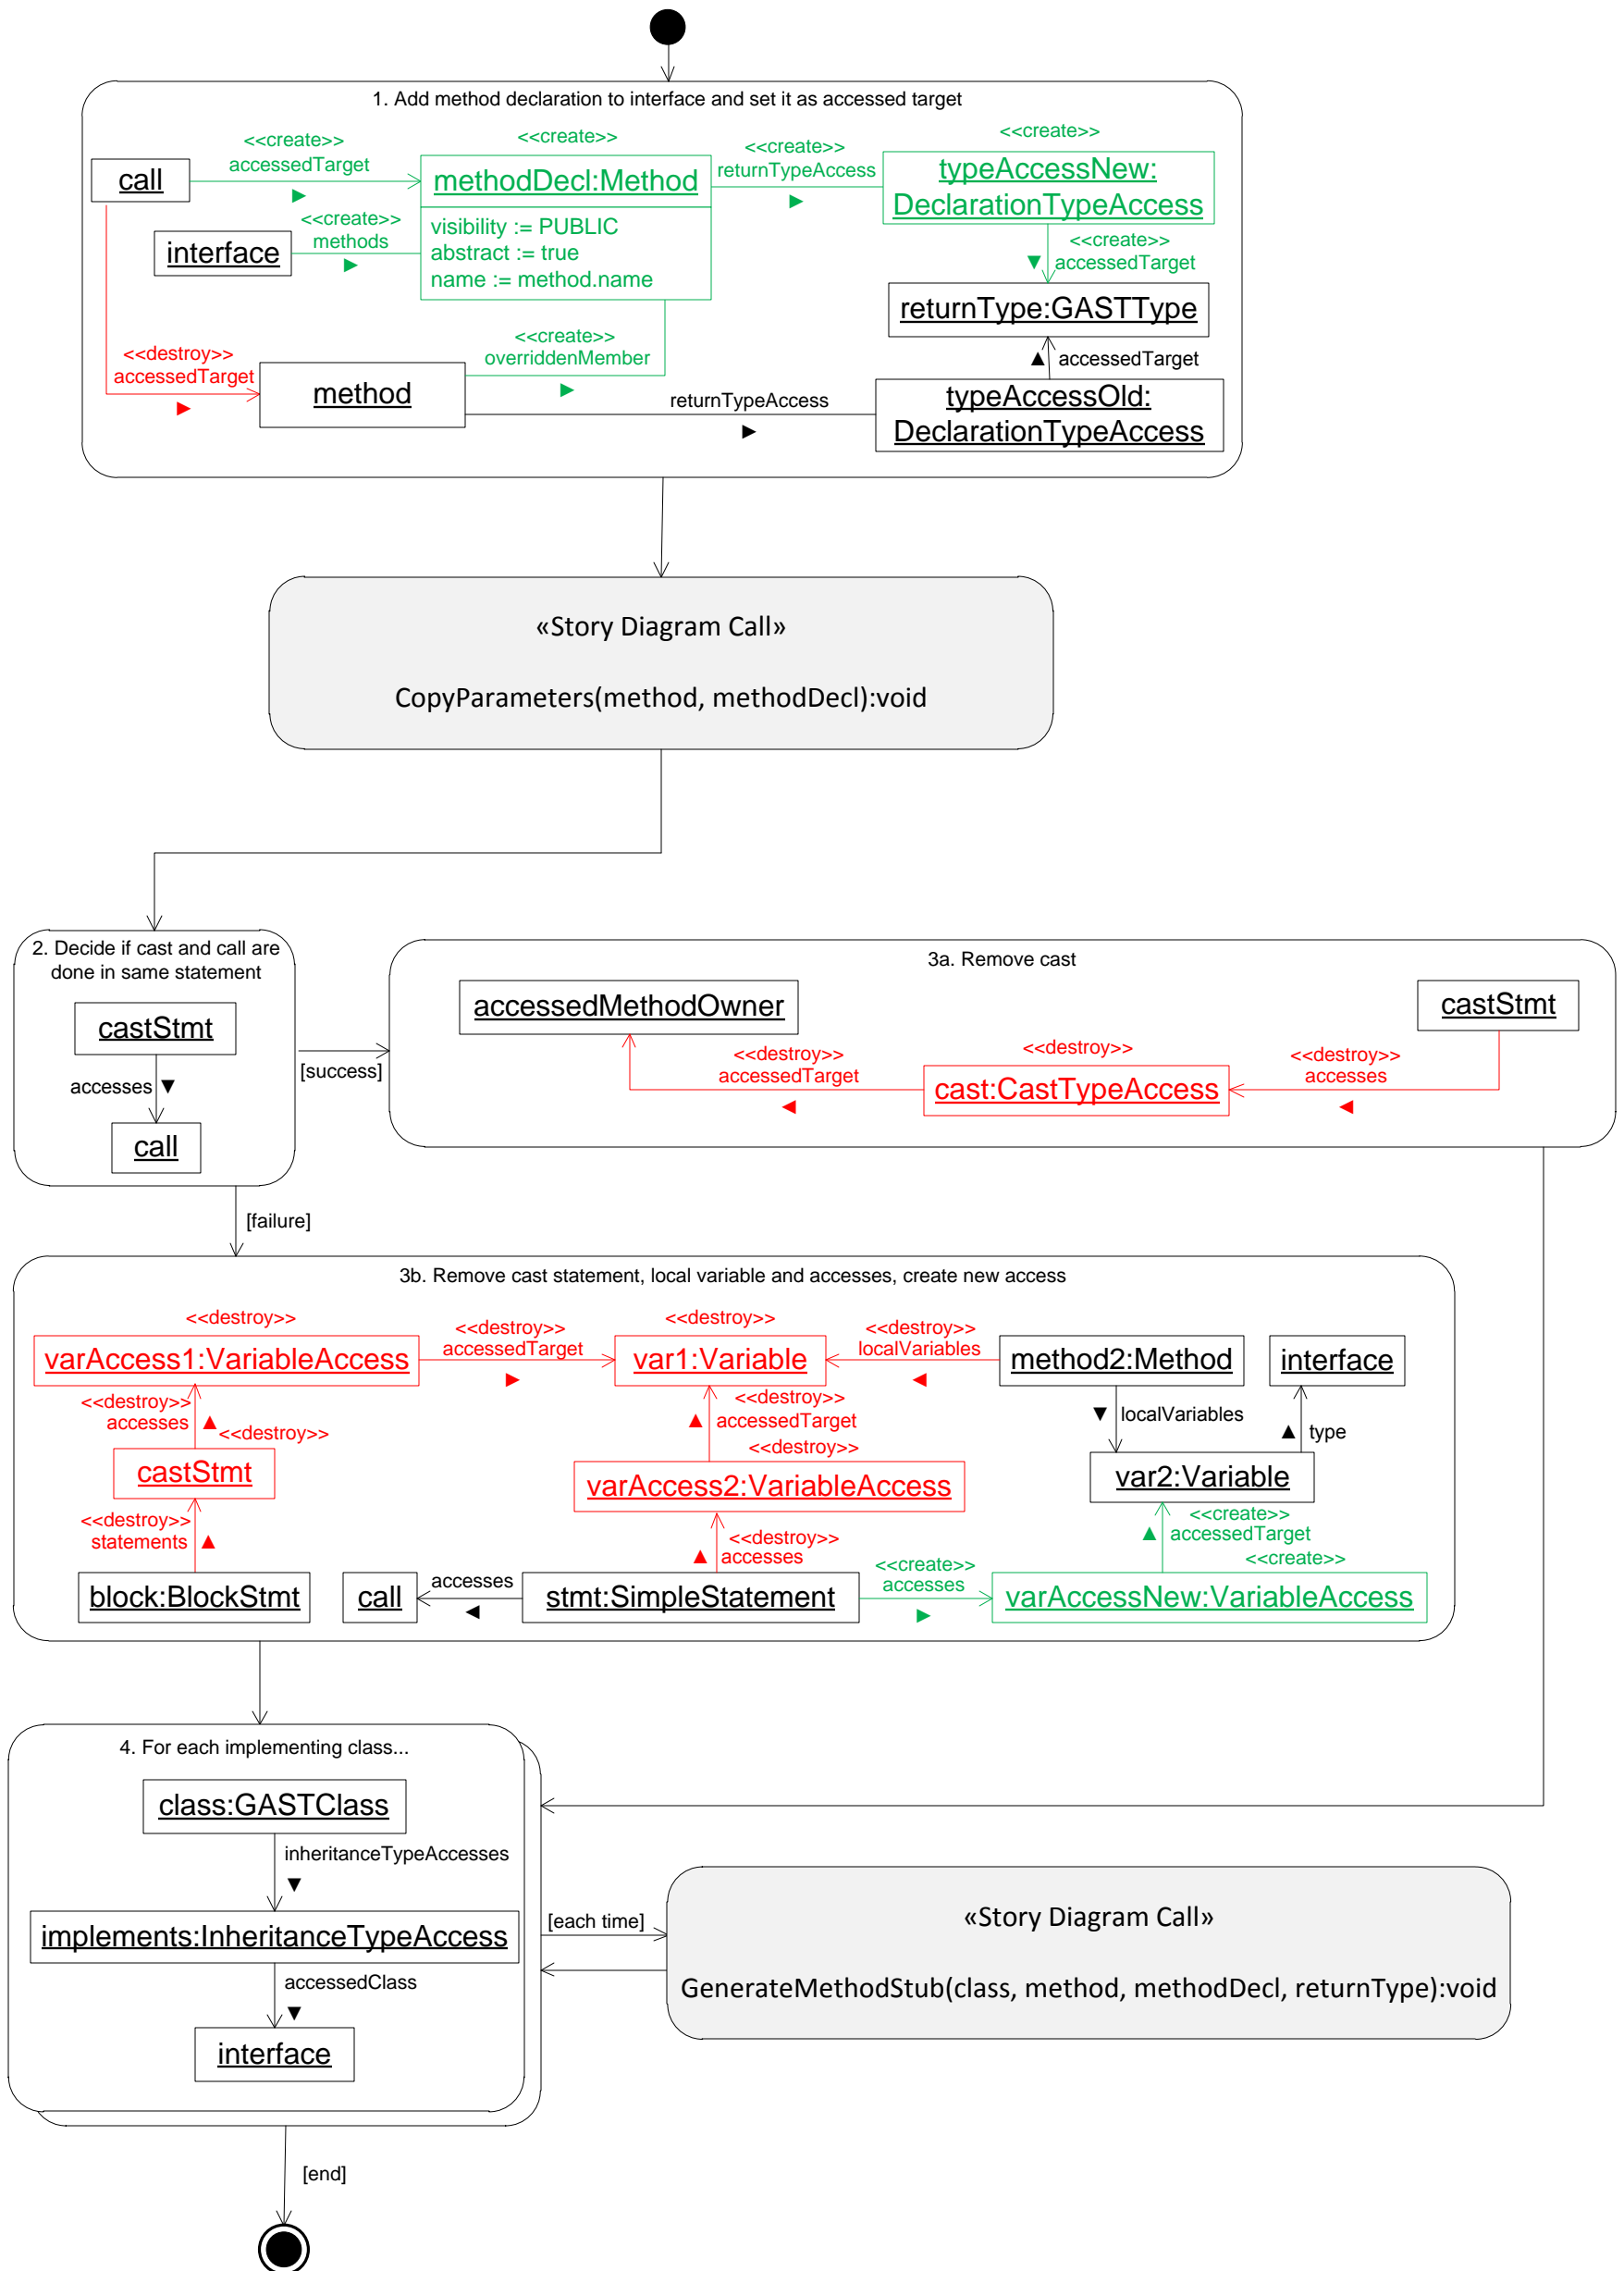 1. Add method declaration to interface and set it as accessed target
<<create>>
accessedTarget
<<create>>
<<create>>
returnTypeAccess
<<create>>
call
methodDecl:Method
typeAccessNew:
DeclarationTypeAccess
<<create>>
methods
interface
visibility := PUBLIC
abstract := true
name := method.name
<<create>>
accessedTarget
returnType:GASTType
<<create>>
overriddenMember
<<destroy>>
accessedTarget
method
accessedTarget
returnTypeAccess
typeAccessOld:
DeclarationTypeAccess
«Story Diagram Call»
CopyParameters(method, methodDecl):void
2. Decide if cast and call are
done in same statement
castStmt
accesses
call
[success]
[failure]
3a. Remove cast
accessedMethodOwner
castStmt
<<destroy>>
accessedTarget
<<destroy>>
cast:CastTypeAccess
<<destroy>>
accesses
3b. Remove cast statement, local variable and accesses, create new access
<<destroy>>
varAccess1:VariableAccess
<<destroy>>
accessedTarget
<<destroy>>
var1:Variable
<<destroy>>
localVariables
method2:Method
interface
<<destroy>>
accesses
<<destroy>>
castStmt
<<destroy>>
accessedTarget
<<destroy>>
varAccess2:VariableAccess
localVariables
type
var2:Variable
<<destroy>>
statements
block:BlockStmt
call
accesses
stmt:SimpleStatement
<<destroy>>
accesses
<<create>>
accesses
<<create>>
accessedTarget
<<create>>
varAccessNew:VariableAccess
4. For each implementing class...
class:GASTClass
inheritanceTypeAccesses
implements:InheritanceTypeAccess
accessedClass
interface
[each time]
«Story Diagram Call»
GenerateMethodStub(class, method, methodDecl, returnType):void
[end]